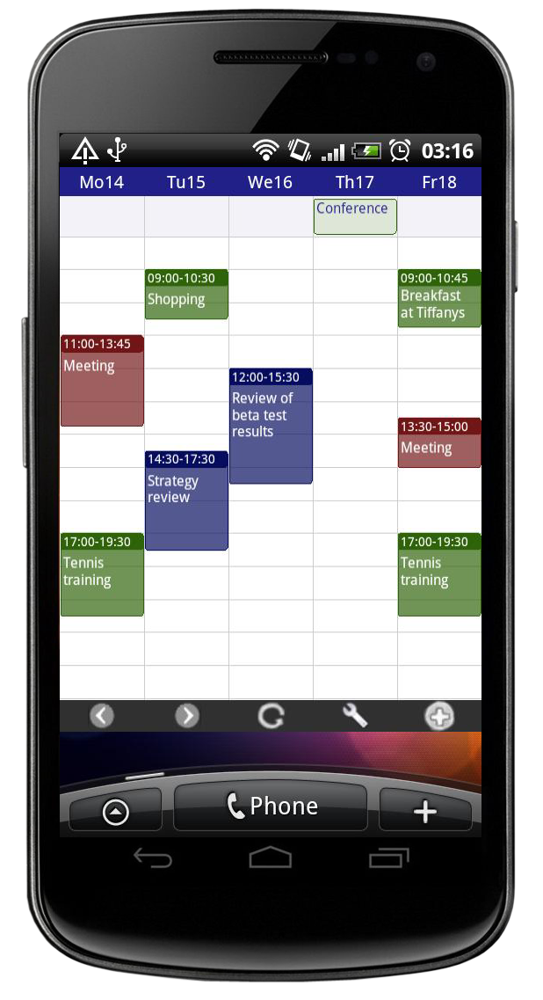 03:16
Mo14 Tu15 We16 Th17 Fr18
Conference
09:00-10:30
Shopping
09:00-10:45
Breakfast
at Tiffanys
11:00-13:45
Meeting
12:00-15:30
Review of
beta test
results
13:30-15:00
Meeting
14:30-17:30
Strategy
review
17:00-19:30
Tennis
training
17:00-19:30
Tennis
training
Phone